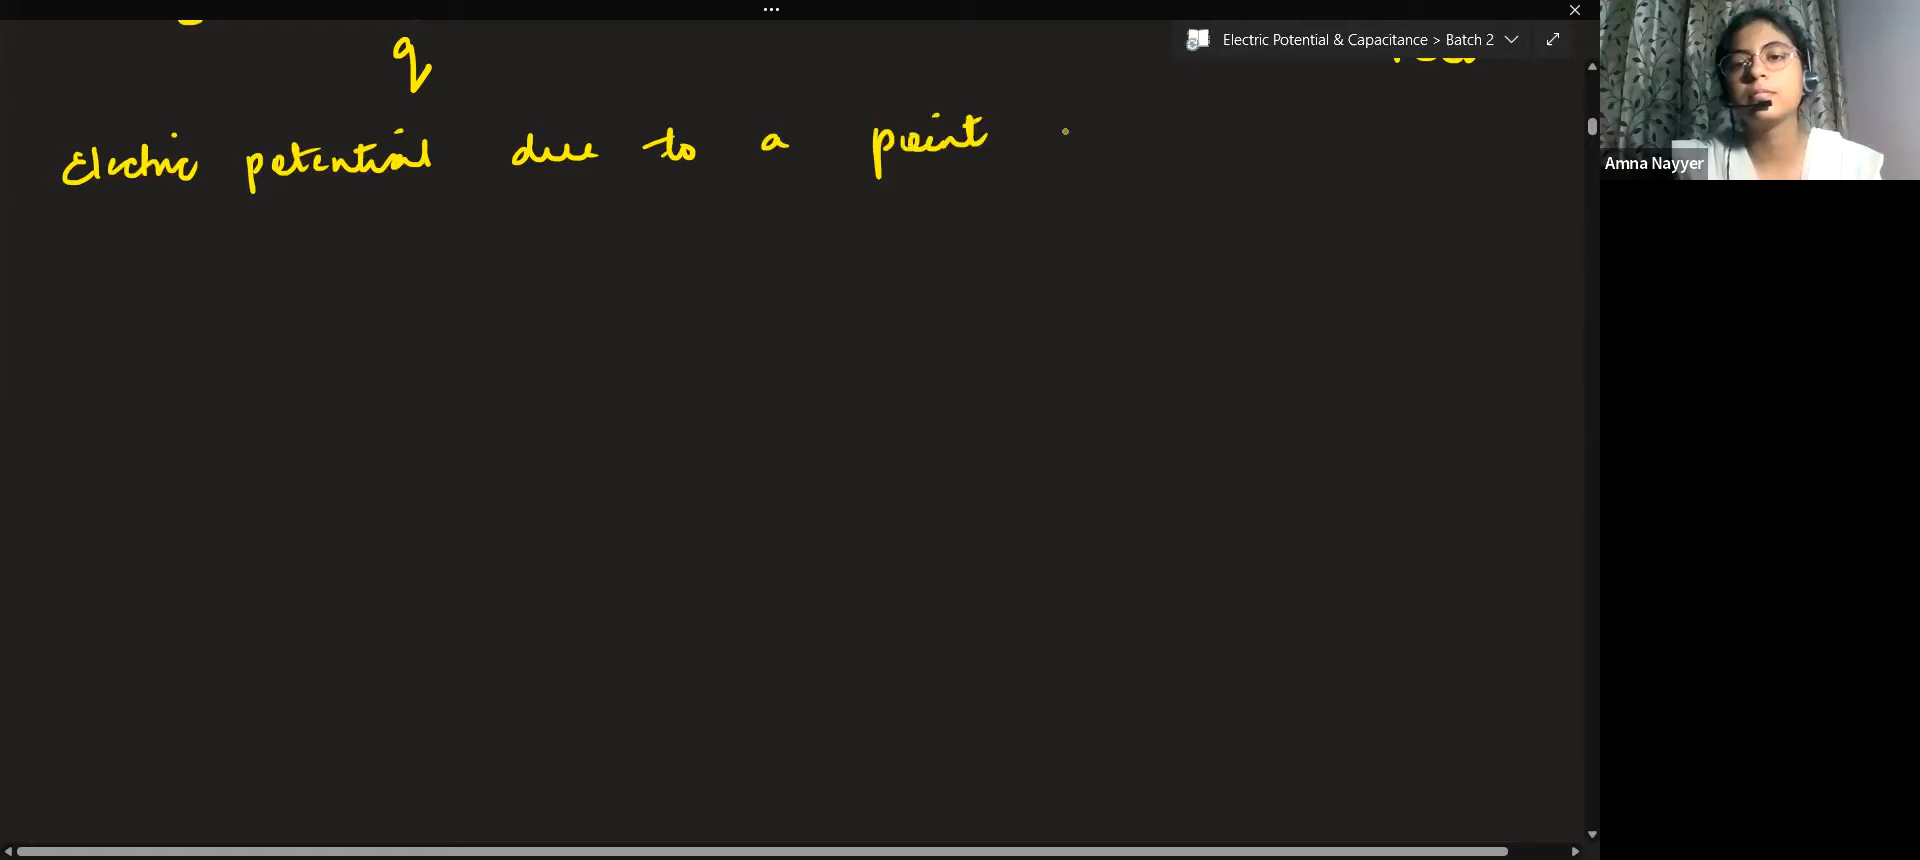 Electric Potential & Capacitance > Batch 2
q
Electric potential due to a point
Amna Nayyer